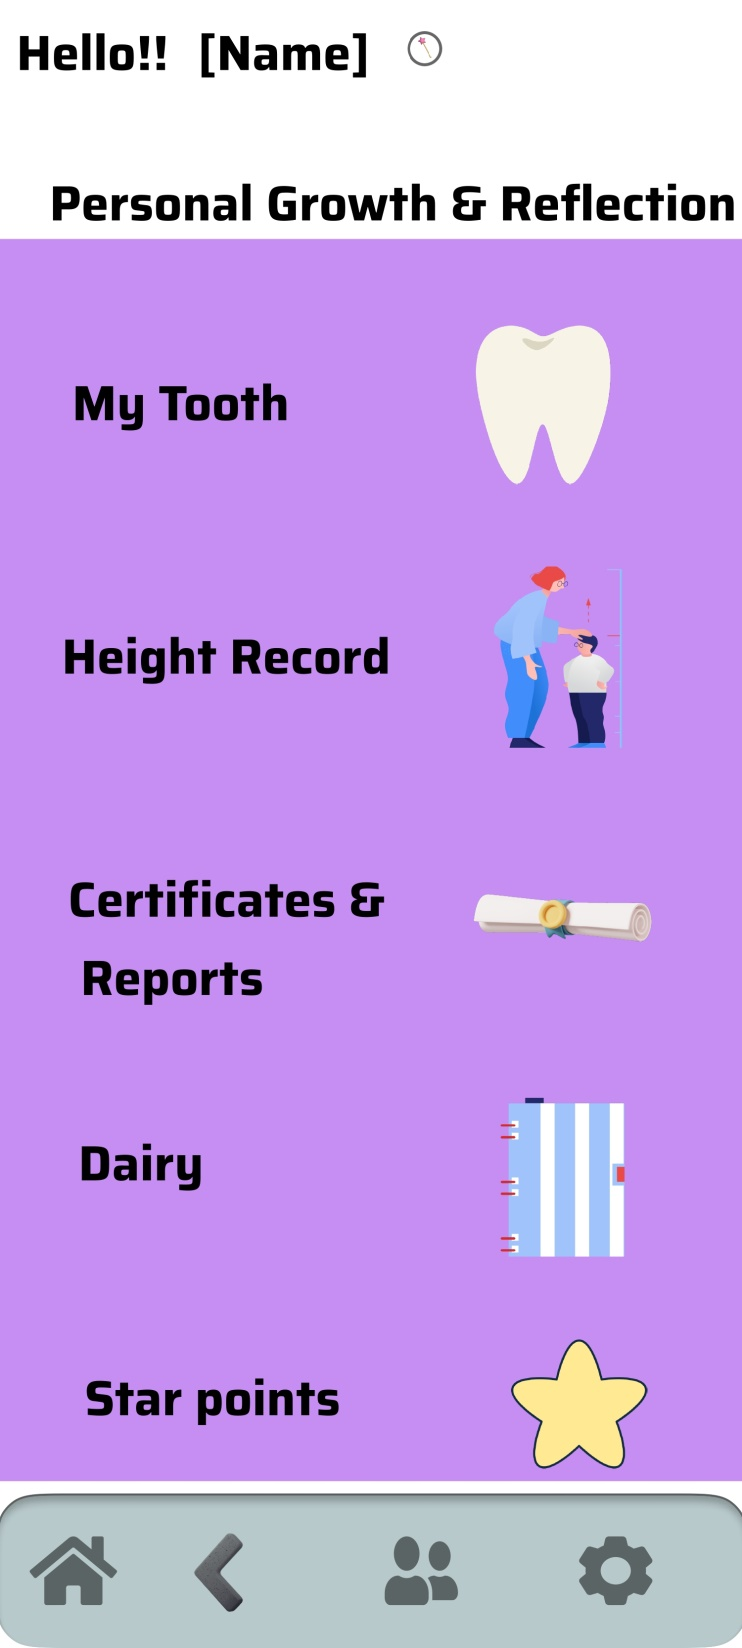 Hello!! [Name]
Personal Growth & Reflection
My Tooth
Height Record
Certificates &
Reports
Dairy
Star points